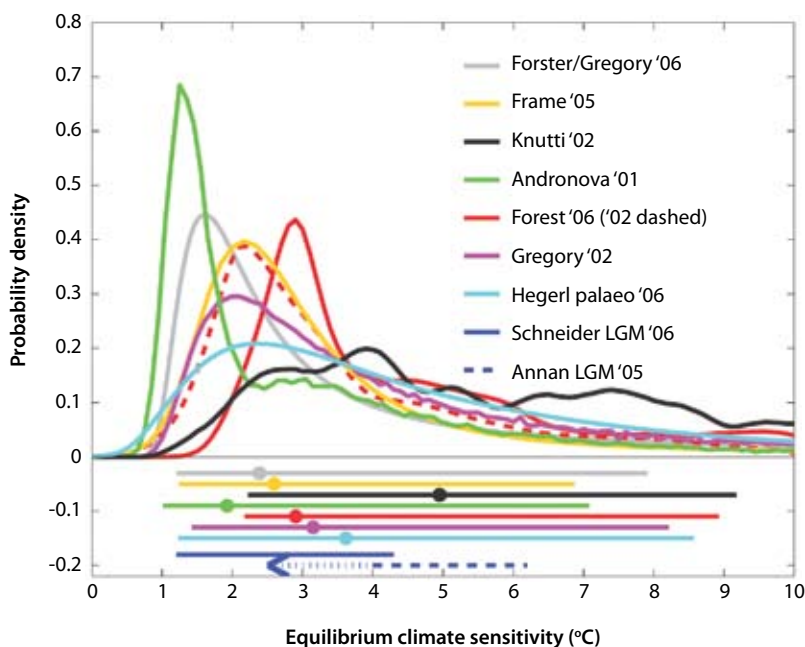 0.8
0.7
0.6
0.5
0.4
0.3
0.2
0.1
0
-0.1
-0.2
Probability density
Forster/Gregory ‘06
Frame ‘05
Knutti ‘02
Andronova ‘01
Forest ‘06 (‘02 dashed)
Gregory ‘02
Hegerl palaeo ‘06
Schneider LGM ‘06
Annan LGM ‘05
0 1 2 3 4 5 6 7 8 9 10
Equilibrium climate sensitivity (°C)